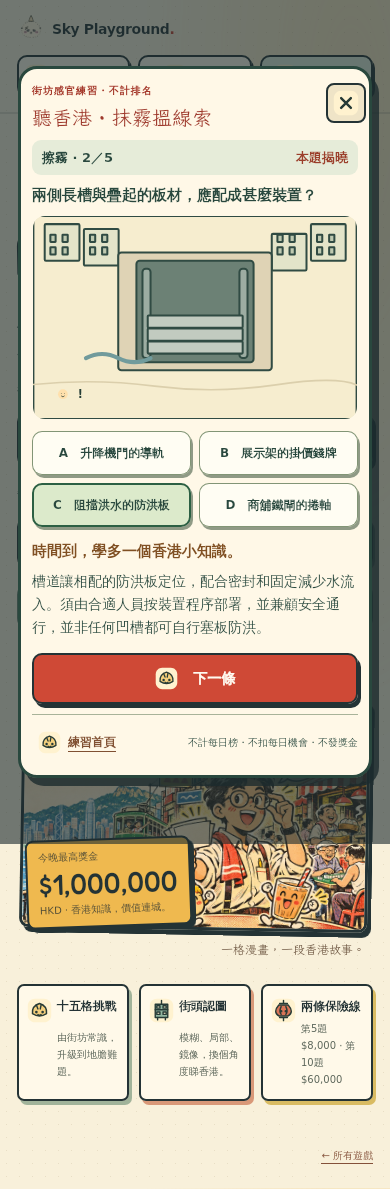 Sky Playground.
街坊感官練習·不計排名
聽香港·抹霧搵線索
擦霧·2／5
本題揭曉
兩側長槽與疊起的板材，應配成甚麼裝置？
!
A 升降機門的導軌
B 展示架的掛價錢牌
C 阻擋洪水的防洪板
D 商舖鐵閘的捲軸
時間到，學多一個香港小知識。
槽道讓相配的防洪板定位，配合密封和固定減少水流
入。須由合適人員按裝置程序部署，並兼顧安全通
行，並非任何凹槽都可自行塞板防洪。
下一條
練習首頁
不計每日榜·不扣每日機會·不發獎金
今晚最高獎金
$1,000,000
HKD·香港知識，價值連城。
一格漫畫，一段香港故事。
十五格挑戰
由街坊常識，
升級到地膽難
題。
街頭認圖
模糊、局部、
鏡像，換個角
度睇香港。
兩條保險線
第5題
$8,000 · 第
10題
$60,000
← 所有遊戲